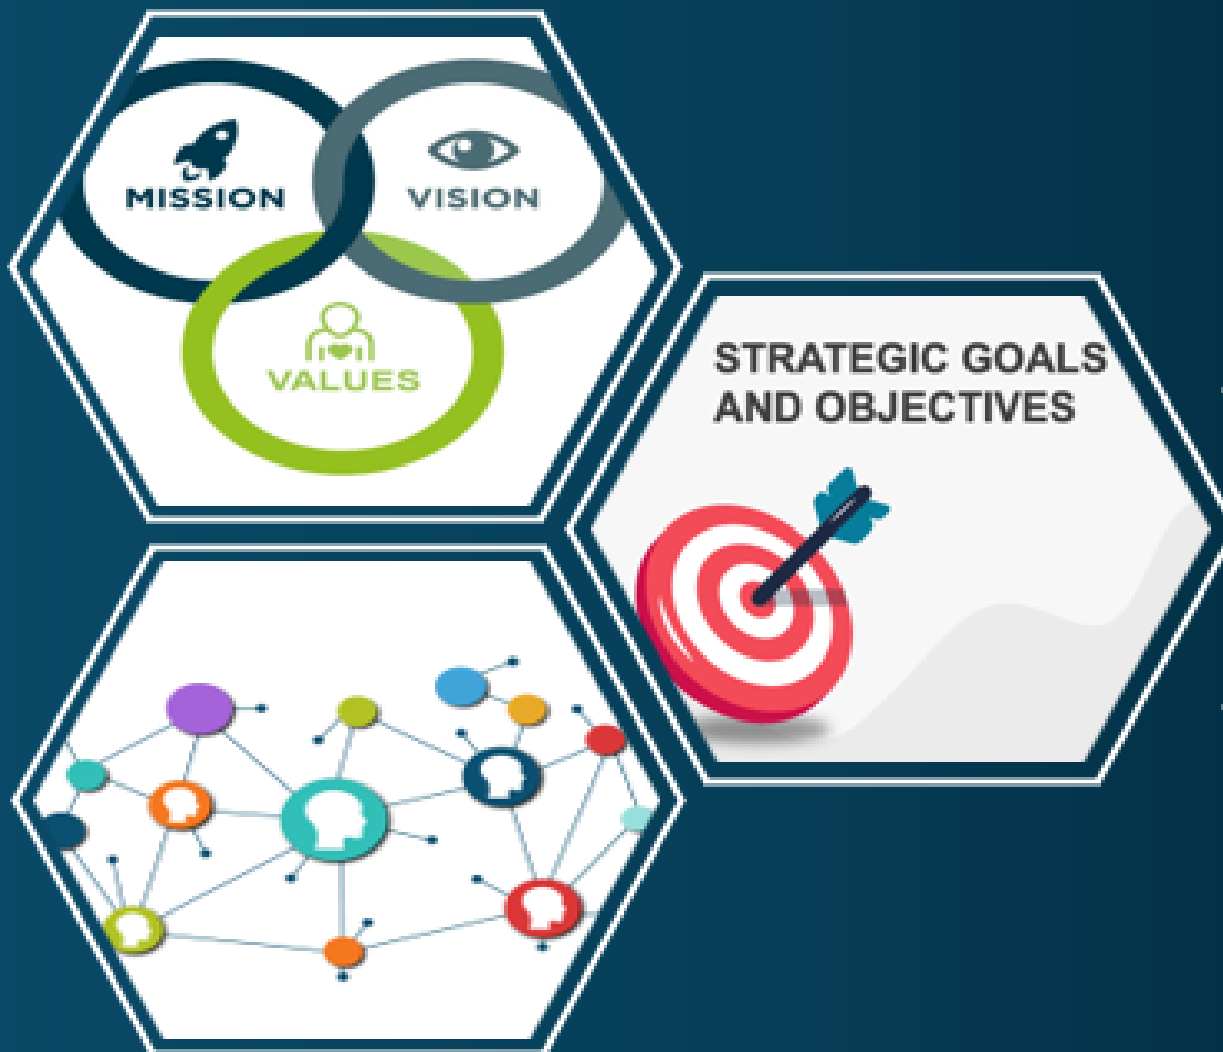 MISSION
VISION
VALUES
STRATEGIC GOALS
AND OBJECTIVES